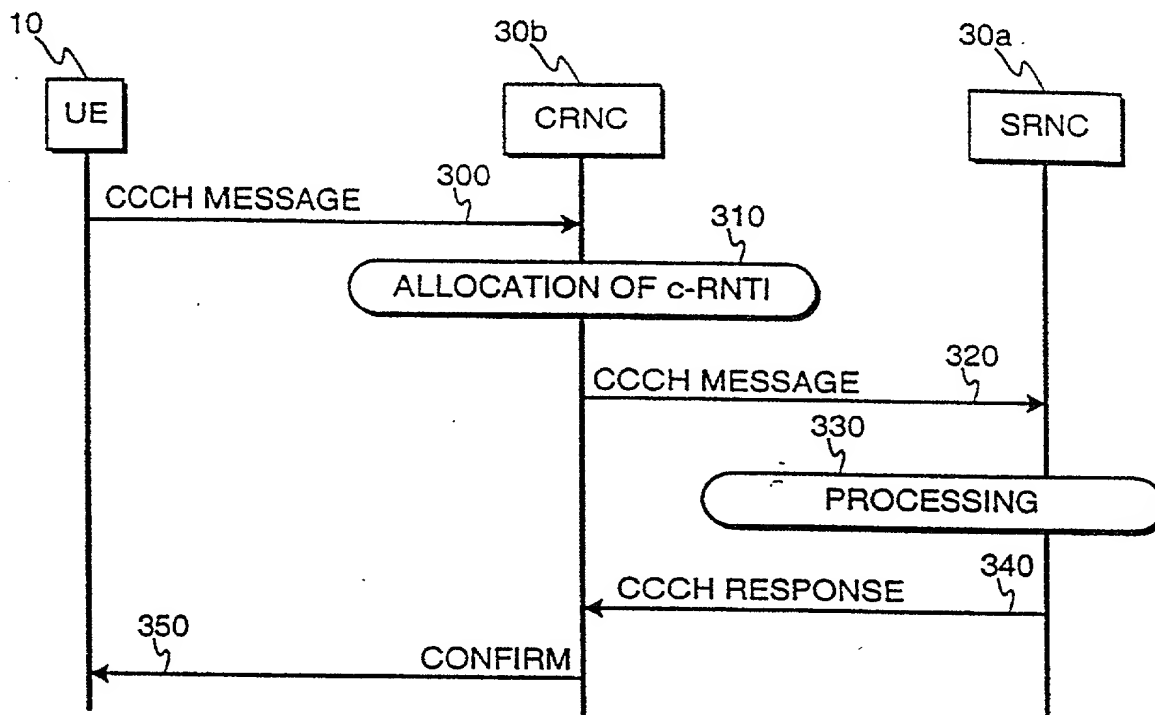 10
30b
30a
UE
CRNC
SRNC
CCCH MESSAGE
300
310
ALLOCATION OF c-RNTI
CCCH MESSAGE
320
330
PROCESSING
CCCH RESPONSE
340
350
CONFIRM